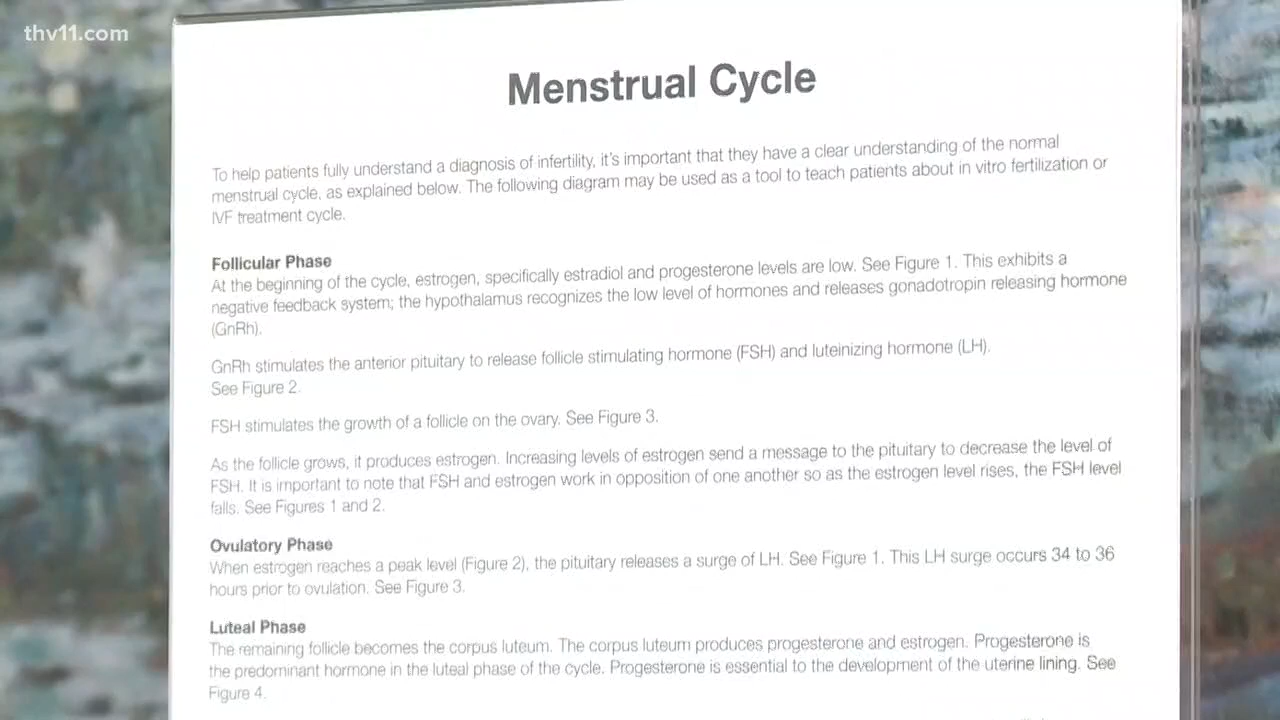 thv11.com
Menstrual Cycle
To help patients fully understand a diagnosis of infertility, it's important that they have a clear understanding of the normal
menstrual cycle, as explained below. The following diagram may be used as a tool to teach patients about in vitro fertilization or
IVF treatment cycle.
Follicular Phase
At the beginning of the cycle, estrogen, specifically estradiol and progesterone levels are low. See Figure 1. This exhibits a
negative feedback system; the hypothalamus recognizes the low level of hormones and releases gonadotropin releasing hormone
(GnRh).
GnRh stimulates the anterior pituitary to release follicle stimulating hormone (FSH) and luteinizing hormone (LH).
See Figure 2.
FSH stimulates the growth of a follicle on the ovary. See Figure 3.
As the follicle grows, it produces estrogen. Increasing levels of estrogen send a message to the pituitary to decrease the level of
FSH. It is important to note that FSH and estrogen work in opposition of one another so as the estrogen level rises, the FSH level
falls. See Figures 1 and 2.
Ovulatory Phase
When estrogen reaches a peak level (Figure 2), the pituitary releases a surge of LH. See Figure 1. This LH surge occurs 34 to 36
hours prior to ovulation. See Figure 3.
Luteal Phase
The remaining follicle becomes the corpus luteum. The corpus luteum produces progesterone and estrogen. Progesterone is
the predominant hormone in the luteal phase of the cycle. Progesterone is essential to the development of the uterine lining. See
Figure 4.